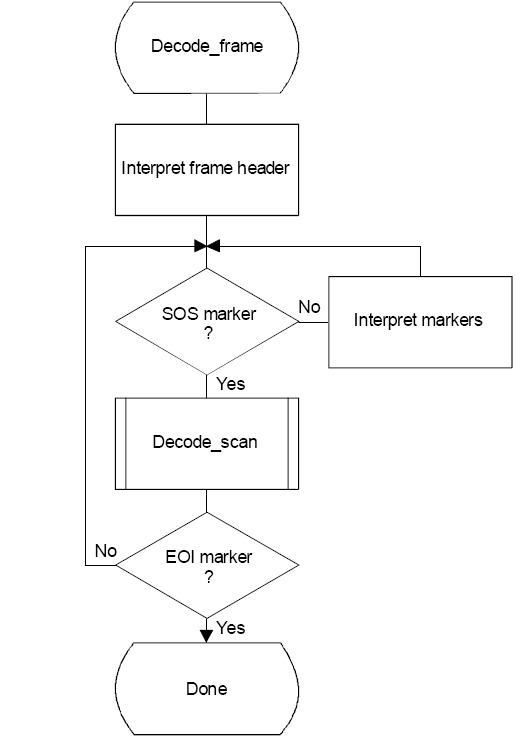 Decode_frame
Interpret frame header
SOS marker
?
No
Interpret markers
Yes
Decode_scan
No
EOI marker
?
Yes
Done